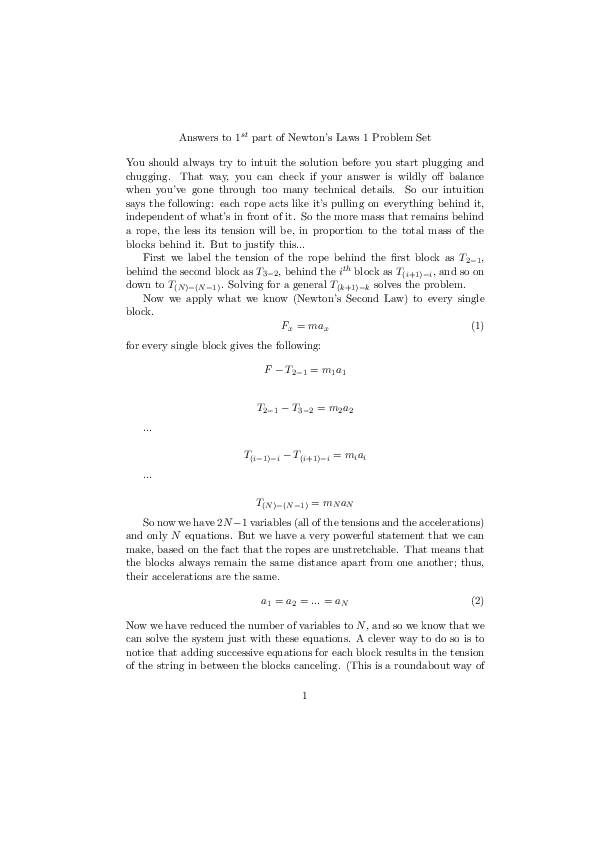 Answers to 1st part of Newton's Laws 1 Problem Set
You should always try to intuit the solution before you start plugging and
chugging. That way, you can check if your answer is wildly off balance
when you've gone through too many technical details. So our intuition
says the following: each rope acts like it's pulling on everything behind it,
independent of what's in front of it. So the more mass that remains behind
a rope, the less its tension will be, in proportion to the total mass of the
blocks behind it. But to justify this...
First we label the tension of the rope behind the first block as T_{2−1},
behind the second block as T_{3−2}, behind the i^{th} block as T_{(i+1)−i}, and so on
down to T_{(N)−(N−1)}. Solving for a general T_{(k+1)−k} solves the problem.
Now we apply what we know (Newton's Second Law) to every single
block.
F_x = ma_x (1)
for every single block gives the following:
F − T_{2−1} = m_1a_1
T_{2−1} − T_{3−2} = m_2a_2
...
T_{(i−1)−i} − T_{(i+1)−i} = m_ia_i
...
T_{(N)−(N−1)} = m_Na_N
So now we have 2N−1 variables (all of the tensions and the accelerations)
and only N equations. But we have a very powerful statement that we can
make, based on the fact that the ropes are unstretchable. That means that
the blocks always remain the same distance apart from one another; thus,
their accelerations are the same.
a_1 = a_2 = ... = a_N (2)
Now we have reduced the number of variables to N, and so we know that we
can solve the system just with these equations. A clever way to do so is to
notice that adding successive equations for each block results in the tension
of the string in between the blocks canceling. (This is a roundabout way of
1